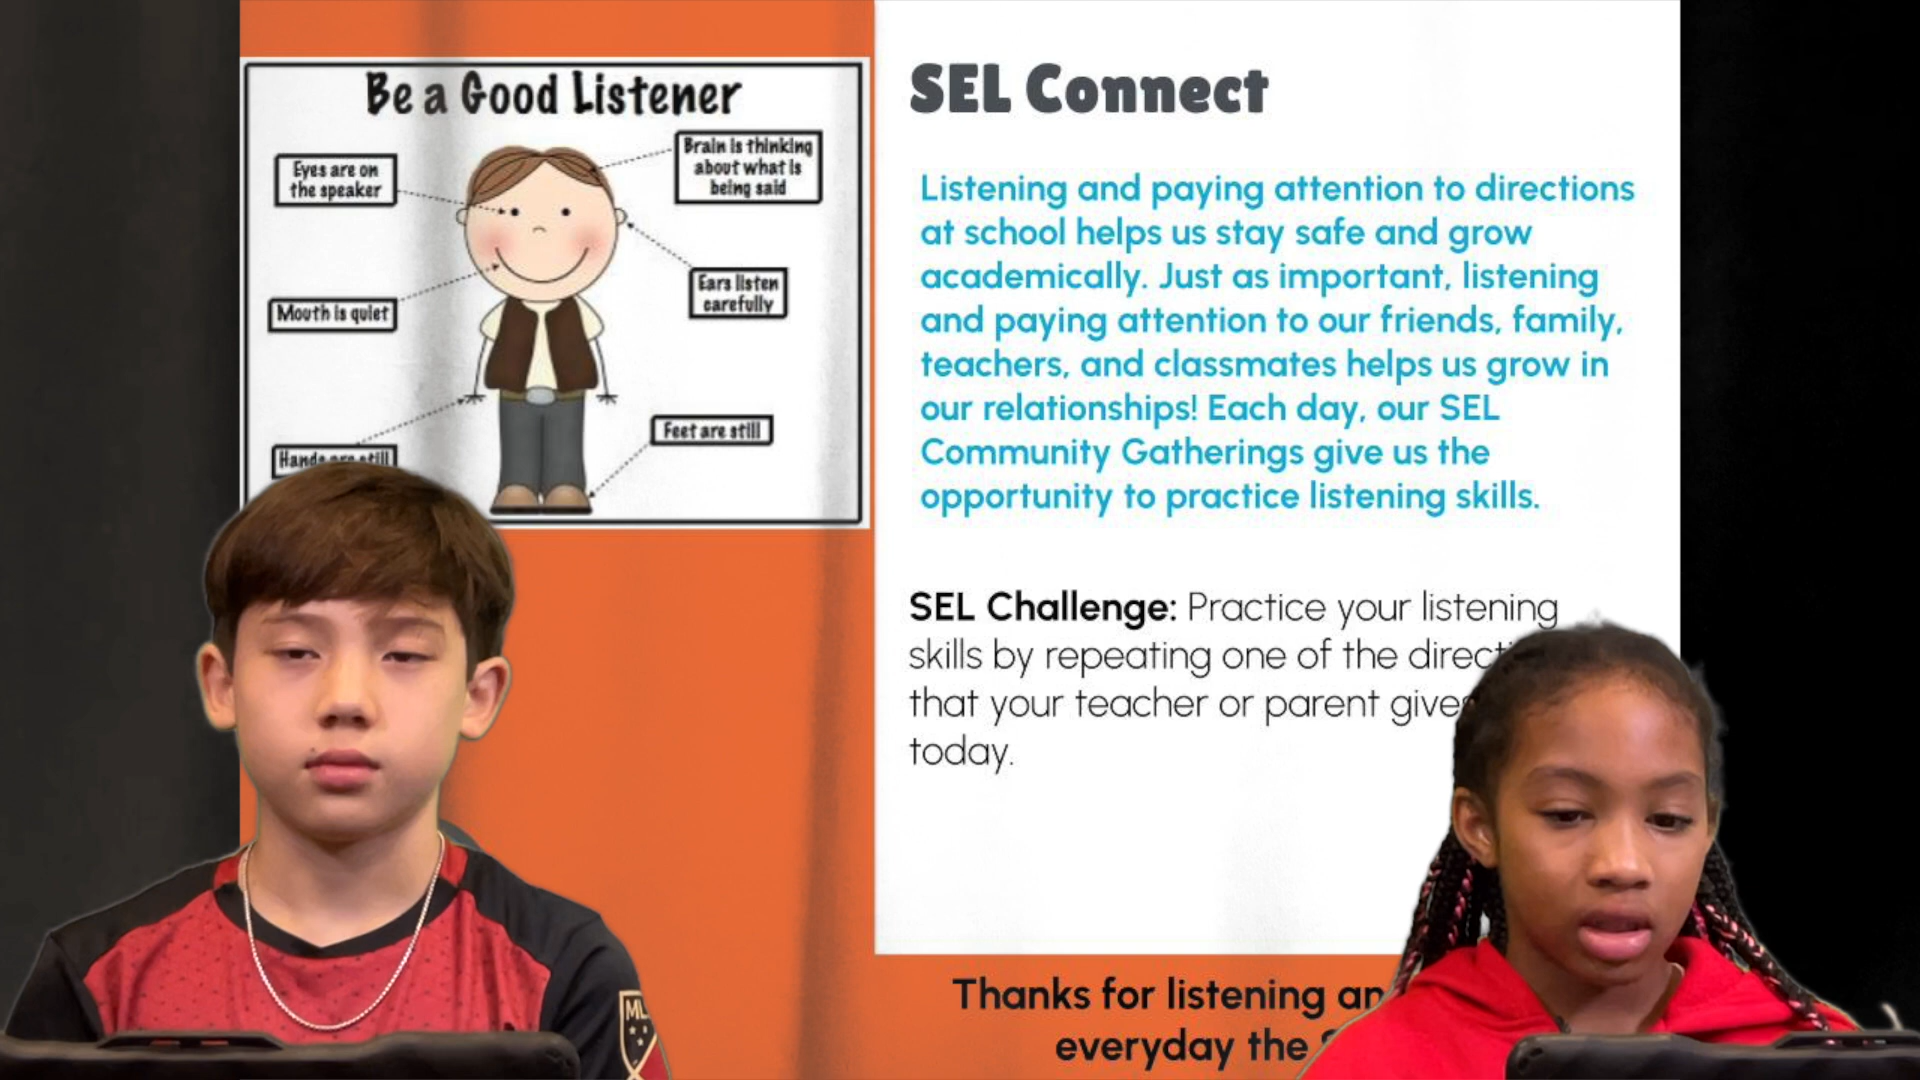 Be a Good Listener
Eyes are on
the speaker
Brain is thinking
about what is
being said
Ears listen
carefully
Mouth is quiet
Feet are still
Hands are still
SEL Connect
Listening and paying attention to directions
at school helps us stay safe and grow
academically. Just as important, listening
and paying attention to our friends, family,
teachers, and classmates helps us grow in
our relationships! Each day, our SEL
Community Gatherings give us the
opportunity to practice listening skills.
SEL Challenge: Practice your listening
skills by repeating one of the
that your teacher or parent
today.
Thanks for listening
everyday the
ML